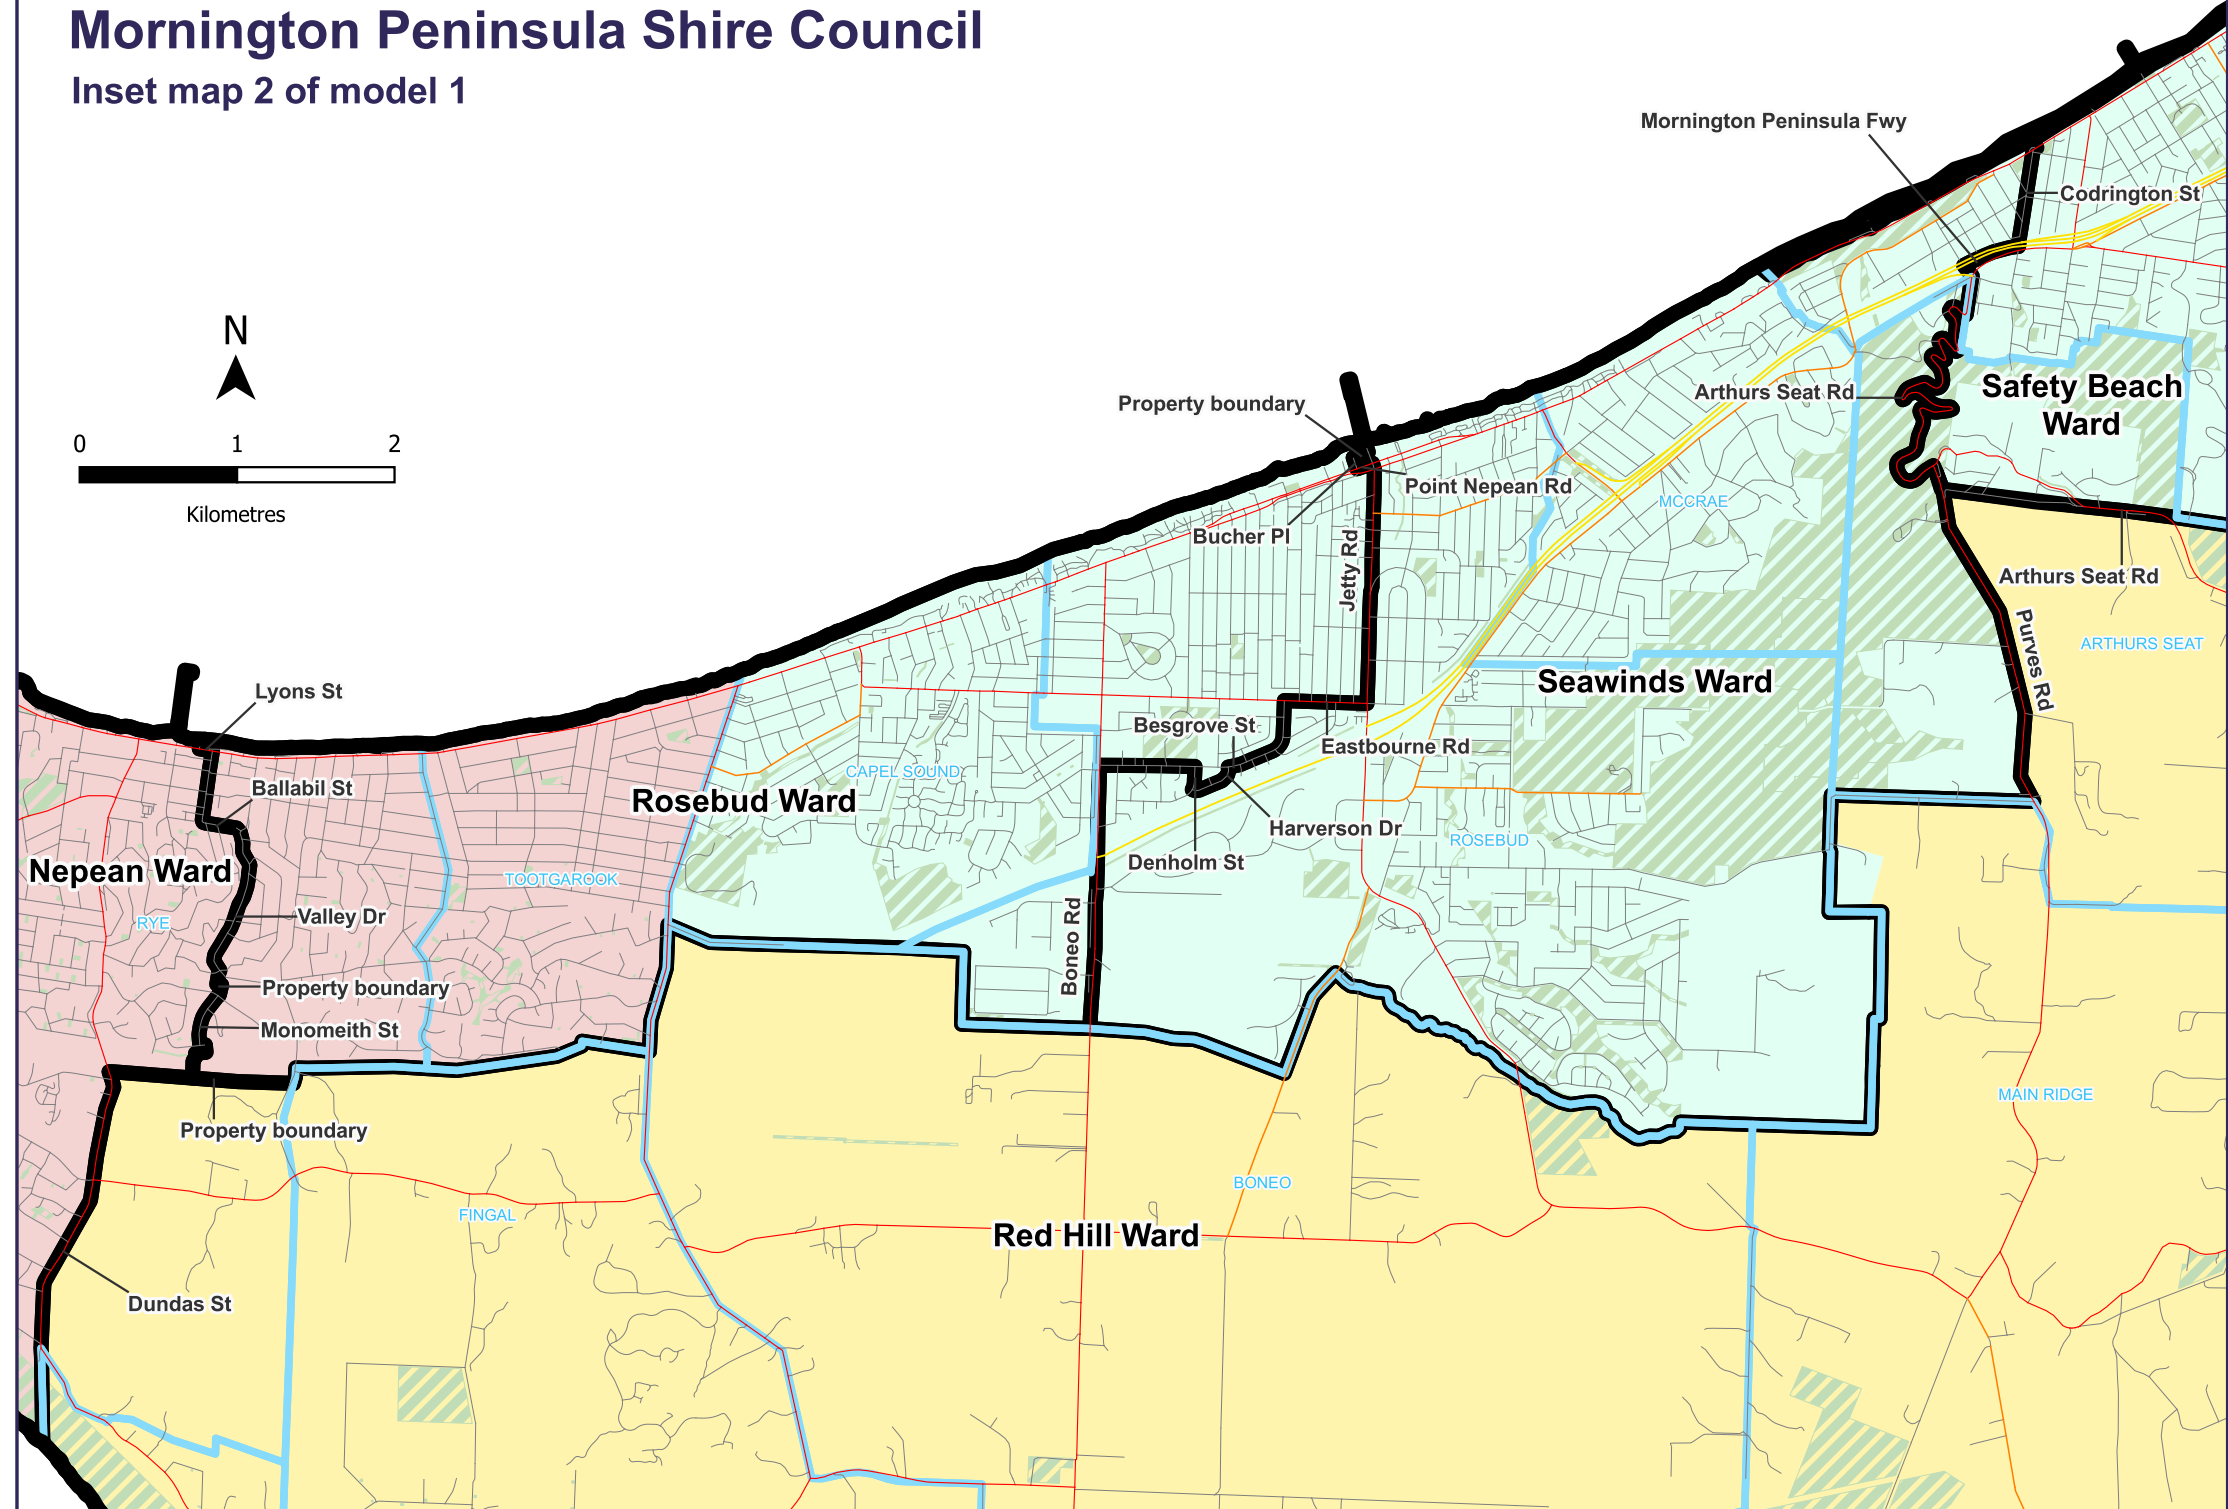 Mornington Peninsula Shire Council
Inset map 2 of model 1
Mornington Peninsula Fwy
Codrington St
N
0 1 2
Kilometres
Arthurs Seat Rd
Safety Beach
Ward
Property boundary
Point Nepean Rd
MCCRAE
Bucher Pl
Jetty Rd
Arthurs Seat Rd
Purves Rd
ARTHURS SEAT
Lyons St
Seawinds Ward
Besgrove St
Eastbourne Rd
CAPEL SOUND
Ballabil St
Rosebud Ward
Harverson Dr
ROSEBUD
Denholm St
Nepean Ward
TOOTGAROOK
RYE
Valley Dr
Boneo Rd
Property boundary
Monomeith St
MAIN RIDGE
Property boundary
BONEO
FINGAL
Red Hill Ward
Dundas St